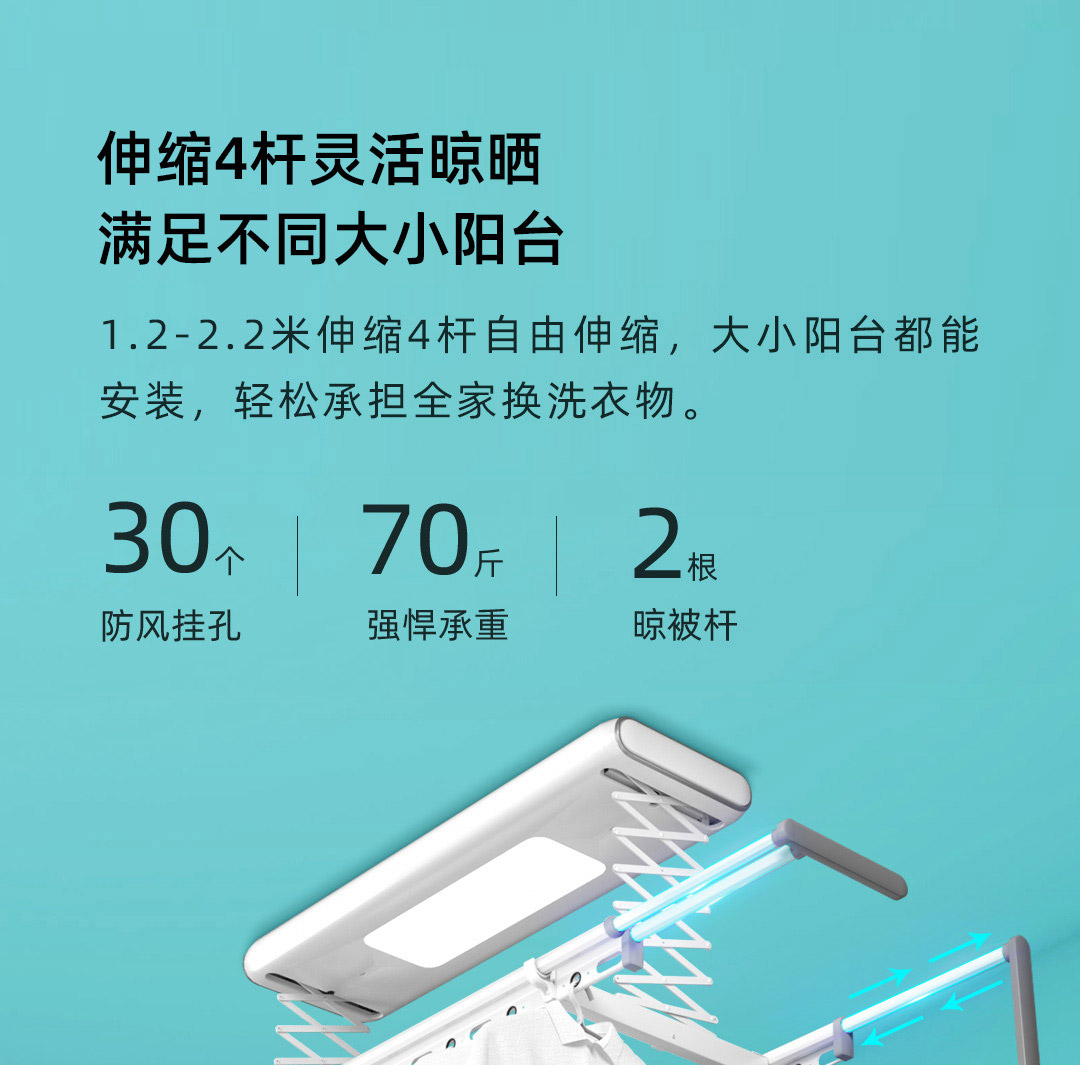 伸缩4杆灵活晾晒
满足不同大小阳台
1.2-2.2米伸缩4杆自由伸缩，大小阳台都能
安装，轻松承担全家换洗衣物。
30个
防风挂孔
70斤
强悍承重
2根
晾被杆